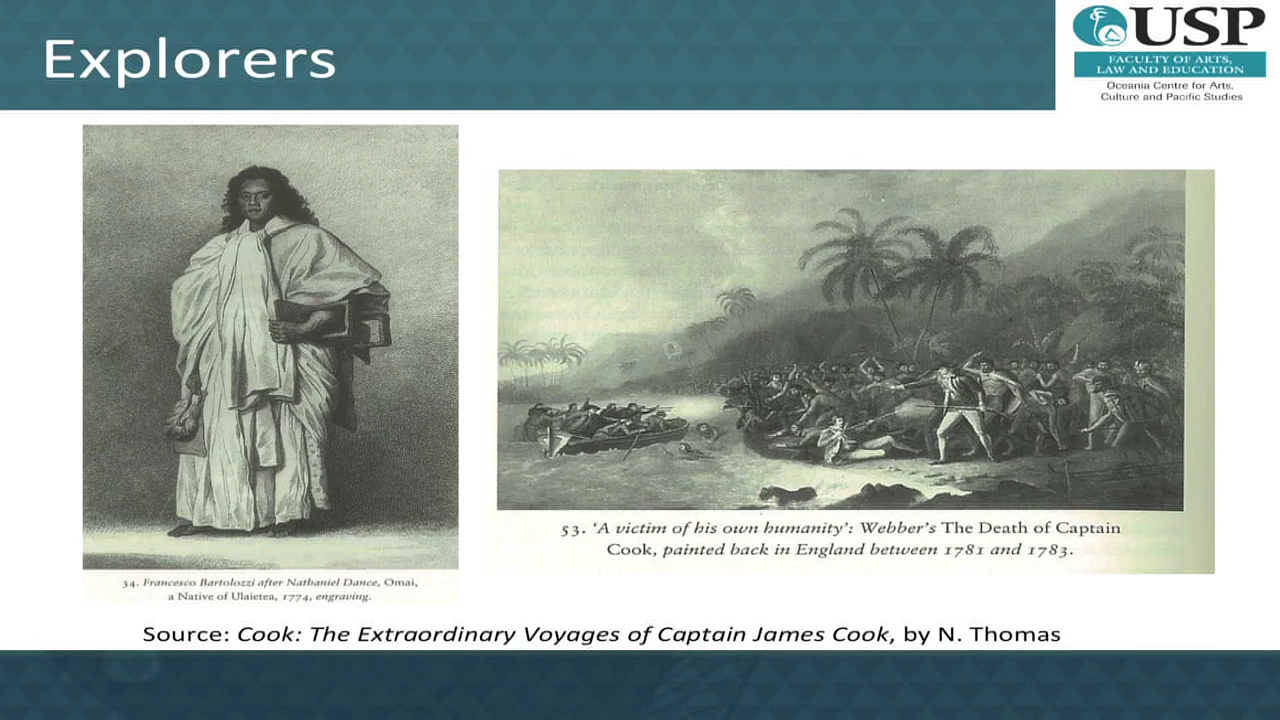 Explorers
USP
FACULTY OF ARTS,
LAW AND EDUCATION
Oceania Centre for Arts,
Culture and Pacific Studies
34. Francesco Bartolozzi after Nathaniel Dance, Omai,
a Native of Ulaietea, 1774, engraving.
53. ‘A victim of his own humanity’: Webber’s The Death of Captain
Cook, painted back in England between 1781 and 1783.
Source: Cook: The Extraordinary Voyages of Captain James Cook, by N. Thomas